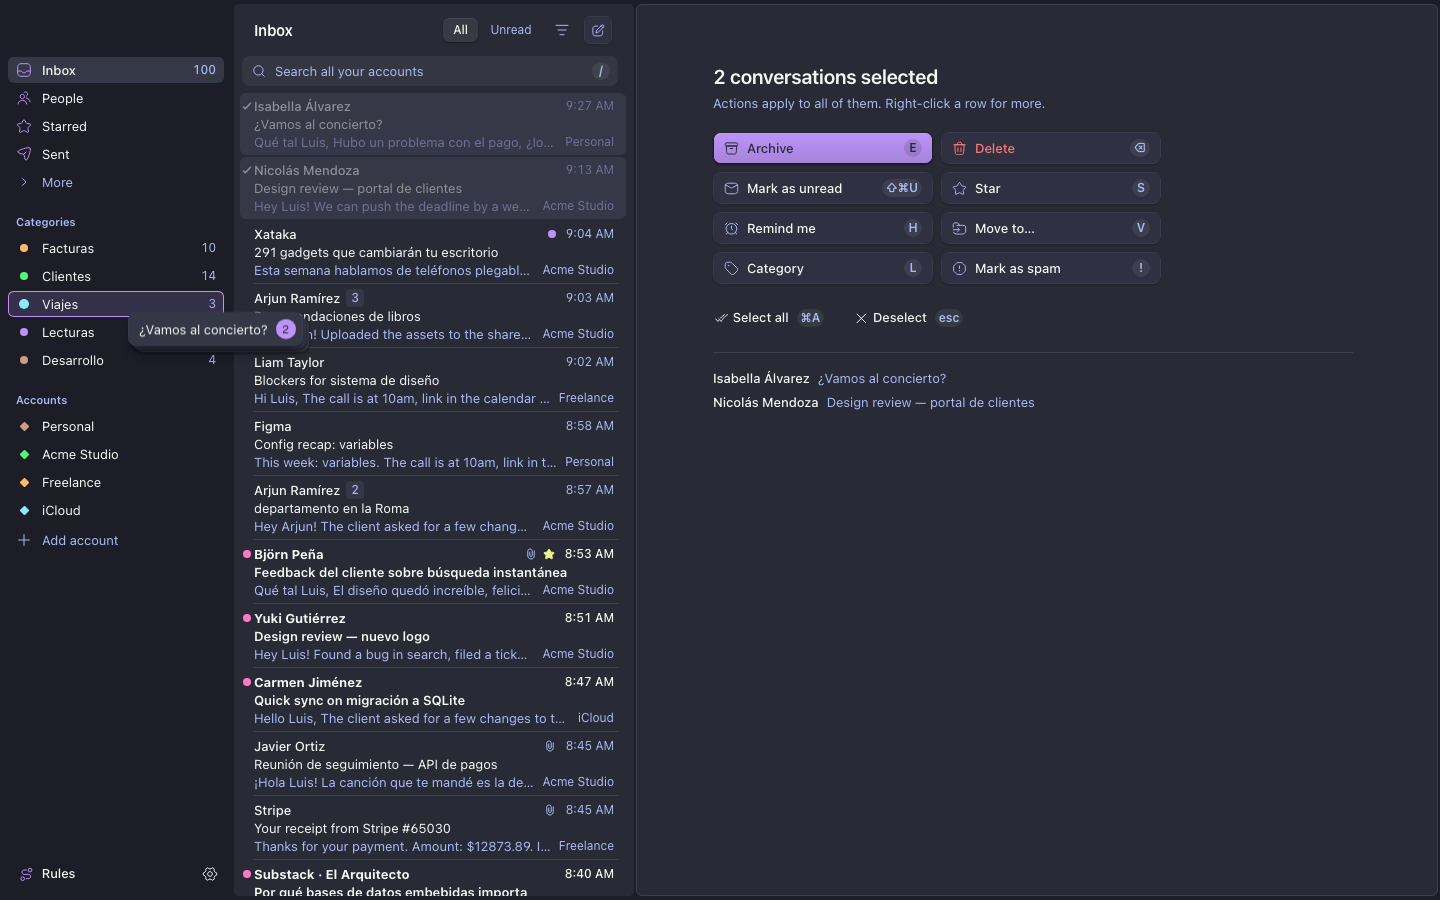 Inbox 100
People
Starred
Sent
More
Categories
Facturas 10
Clientes 14
Viajes 3
Lecturas
Desarrollo 4
¿Vamos al concierto? 2
Accounts
Personal
Acme Studio
Freelance
iCloud
Add account
Rules
Inbox All Unread
Search all your accounts /
Isabella Álvarez 9:27 AM
¿Vamos al concierto?
Qué tal Luis, Hubo un problema con el pago, ¿lo... Personal
Nicolás Mendoza 9:13 AM
Design review — portal de clientes
Hey Luis! We can push the deadline by a we... Acme Studio
Xataka 9:04 AM
291 gadgets que cambiarán tu escritorio
Esta semana hablamos de teléfonos plegabl... Acme Studio
Arjun Ramírez 3 9:03 AM
ndaciones de libros
! Uploaded the assets to the share... Acme Studio
Liam Taylor 9:02 AM
Blockers for sistema de diseño
Hi Luis, The call is at 10am, link in the calendar ... Freelance
Figma 8:58 AM
Config recap: variables
This week: variables. The call is at 10am, link in t... Personal
Arjun Ramírez 2 8:57 AM
departamento en la Roma
Hey Arjun! The client asked for a few chang... Acme Studio
Björn Peña 8:53 AM
Feedback del cliente sobre búsqueda instantánea
Qué tal Luis, El diseño quedó increíble, felici... Acme Studio
Yuki Gutiérrez 8:51 AM
Design review — nuevo logo
Hey Luis! Found a bug in search, filed a tick... Acme Studio
Carmen Jiménez 8:47 AM
Quick sync on migración a SQLite
Hello Luis, The client asked for a few changes to t... iCloud
Javier Ortiz 8:45 AM
Reunión de seguimiento — API de pagos
¡Hola Luis! La canción que te mandé es la de... Acme Studio
Stripe 8:45 AM
Your receipt from Stripe #65030
Thanks for your payment. Amount: $12873.89. I... Freelance
Substack · El Arquitecto 8:40 AM
Por qué bases de datos embebidas importa
2 conversations selected
Actions apply to all of them. Right-click a row for more.
Archive E Delete ⌫
Mark as unread ⇧⌘U Star S
Remind me H Move to... V
Category L Mark as spam !
Select all ⌘A Deselect esc
Isabella Álvarez ¿Vamos al concierto?
Nicolás Mendoza Design review — portal de clientes